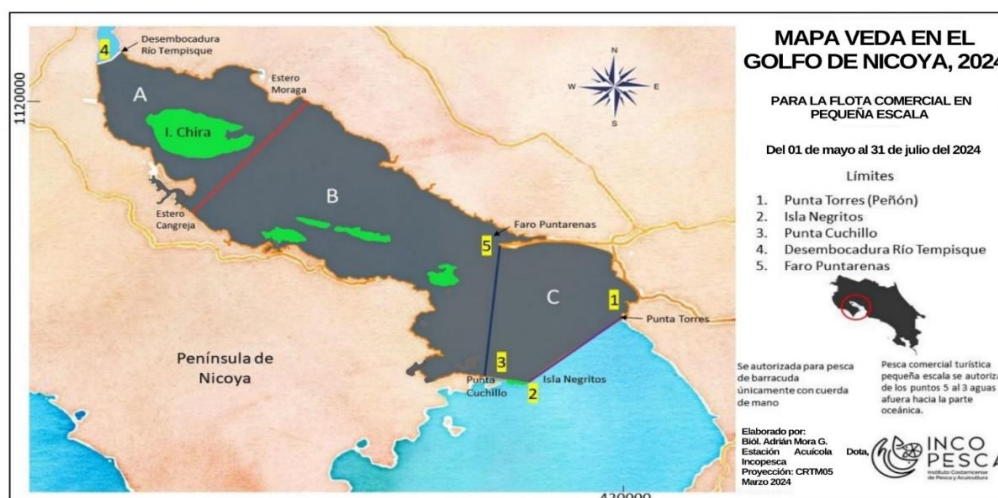 MAPA VEDA EN EL
GOLFO DE NICOYA, 2024
PARA LA FLOTA COMERCIAL EN
PEQUEÑA ESCALA
Del 01 de mayo al 31 de julio del 2024
Límites
1. Punta Torres (Peñón)
2. Isla Negritos
3. Punta Cuchillo
4. Desembocadura Río Tempisque
5. Faro Puntarenas
Se autorizada para pesca
de barracuda
únicamente con cuerda
de mano
Pesca comercial turística
pequeña escala se autoriza
de los puntos 5 al 3 aguas
afuera hacia la parte
oceánica.
Elaborado por:
Biól. Adrián Mora G.
Estación Acuícola Dota,
Incopesca
Proyección: CRTM05
Marzo 2024
INCO
PESCA
Instituto Costarricense
de Pesca y Acuicultura
1120000
4
Desembocadura
Río Tempisque
Estero
Moraga
N
W
E
S
A
I. Chira
B
Estero
Cangreja
Faro Puntarenas
5
C
1
Punta Torres
3
Península de
Nicoya
Punta
Cuchillo
2
Isla Negritos